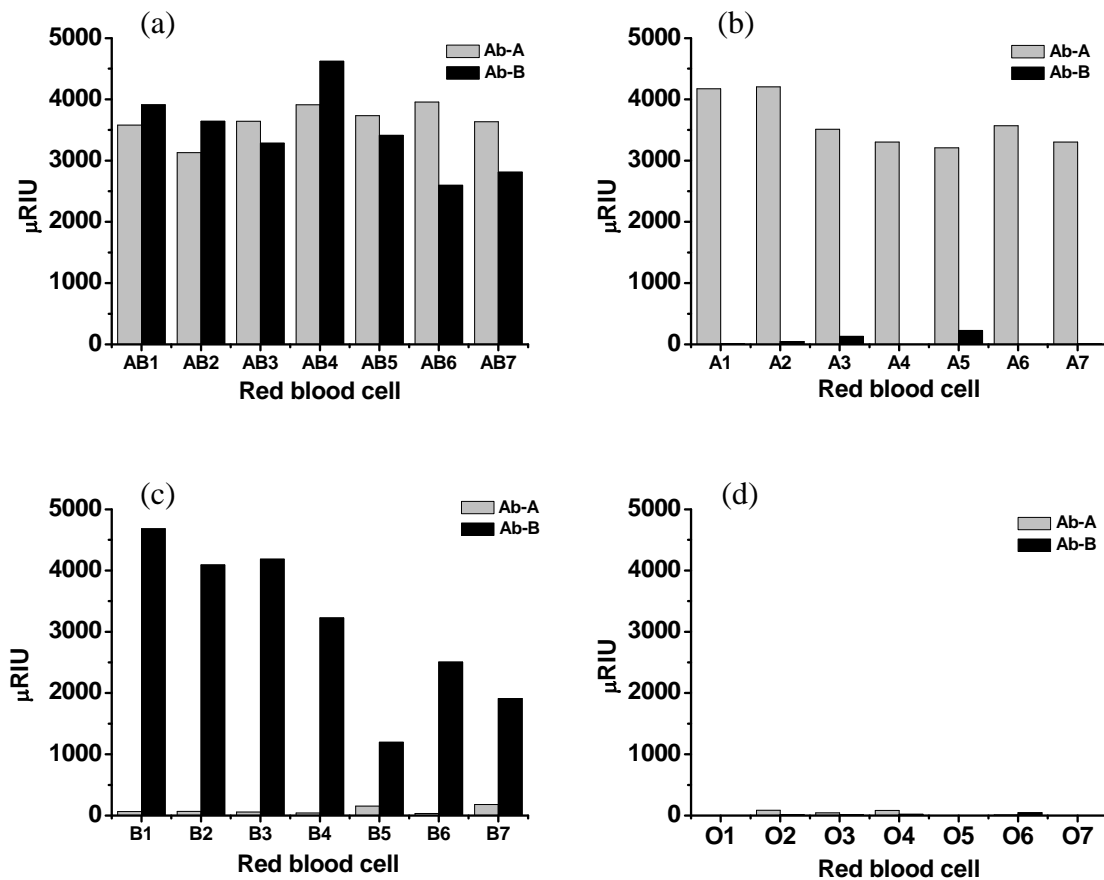 (a)
5000
4000
3000
2000
1000
0
μRIU
Ab-A
Ab-B
AB1 AB2 AB3 AB4 AB5 AB6 AB7
Red blood cell
(b)
5000
4000
3000
2000
1000
0
μRIU
Ab-A
Ab-B
A1 A2 A3 A4 A5 A6 A7
Red blood cell
(c)
5000
4000
3000
2000
1000
0
μRIU
Ab-A
Ab-B
B1 B2 B3 B4 B5 B6 B7
Red blood cell
(d)
5000
4000
3000
2000
1000
0
μRIU
Ab-A
Ab-B
O1 O2 O3 O4 O5 O6 O7
Red blood cell